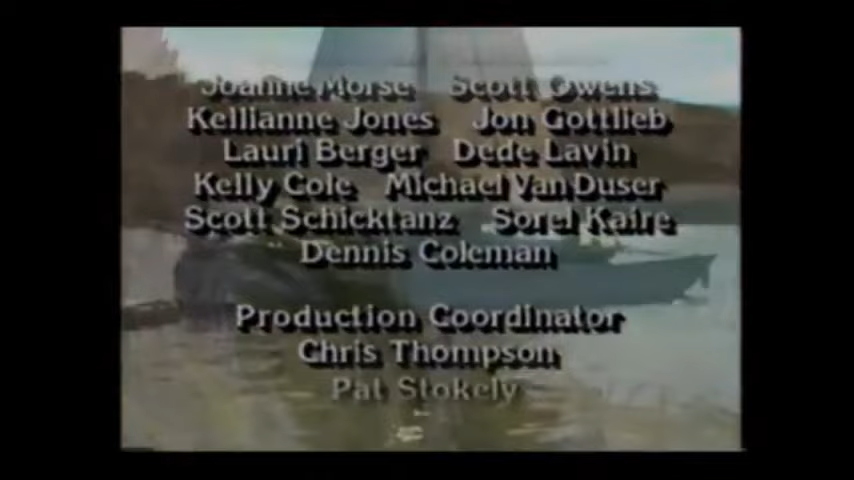 Joanne Morse Scott Owens
Kellianne Jones Jon Gottlieb
Lauri Berger Dede Lavin
Kelly Cole Michael Van Duser
Scott Schicktanz Sorel Kaire
Dennis Coleman
Production Coordinator
Chris Thompson
Pat Stokely